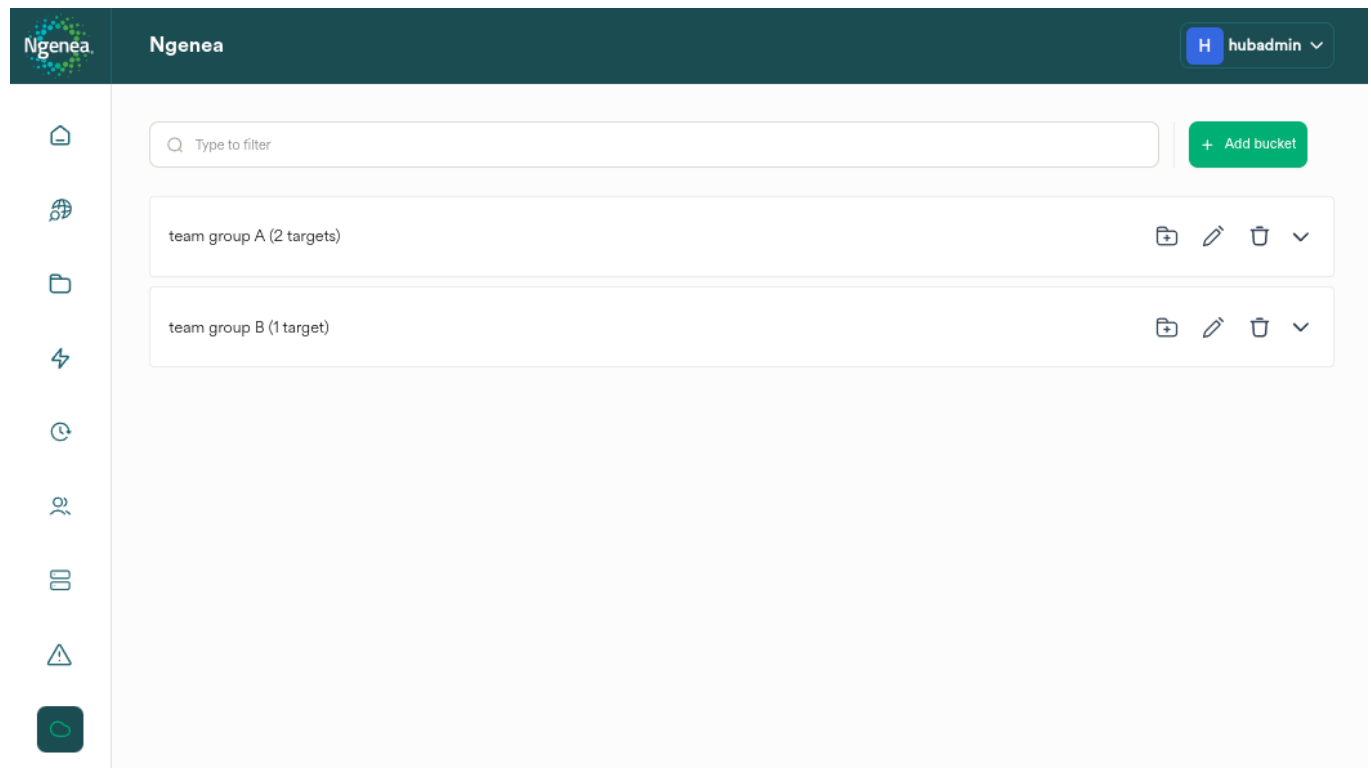 Ngenea.
Ngenea
H hubadmin
Type to filter
+ Add bucket
team group A (2 targets)
team group B (1 target)